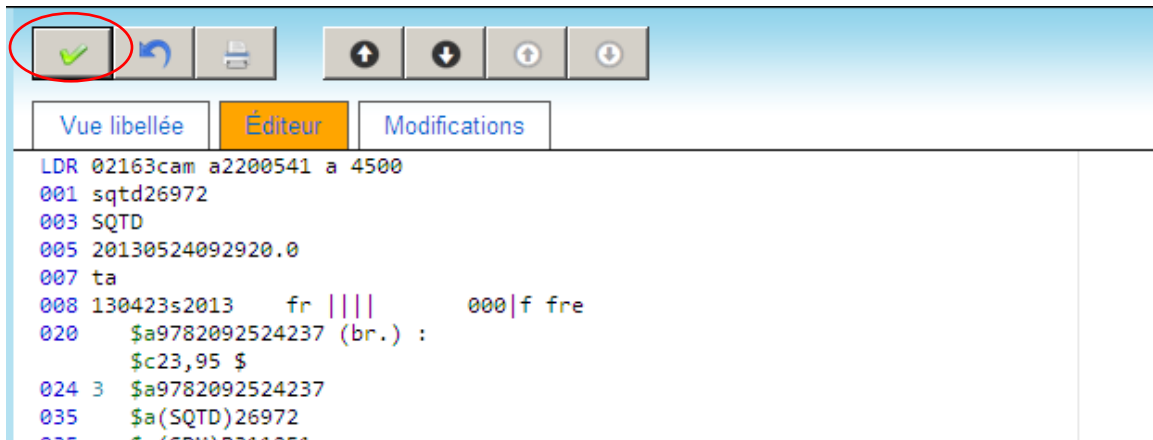 Vue libellée Éditeur Modifications
LDR 02163cam a2200541 a 4500
001 sqtd26972
003 SQTD
005 20130524092920.0
007 ta
008 130423s2013    fr ||||       000|f fre
020    $a9782092524237 (br.) :
$c23,95 $
024 3  $a9782092524237
035    $a(SQTD)26972